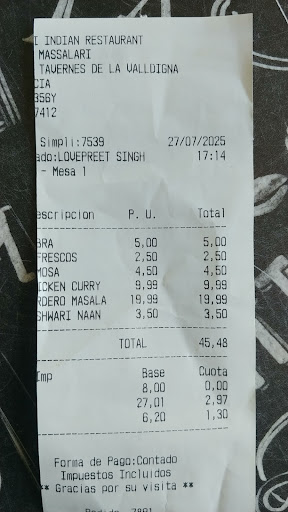 I INDIAN RESTAURANT
MASSALARI
TAVERNES DE LA VALLDIGNA
CIA
356Y
7412
Simpli:7539 27/07/2025
ado:LOVEPREET SINGH 17:14
- Mesa 1
escripcion P. U. Total
BRA 5,00 5,00
FRESCOS 2,50 2,50
MOSA 4,50 4,50
ICKEN CURRY 9,99 9,99
RDERO MASALA 19,99 19,99
SHWARI NAAN 3,50 3,50
TOTAL 45,48
Imp Base Cuota
8,00 0,00
27,01 2,97
6,20 1,30
Forma de Pago:Contado
Impuestos Incluidos
** Gracias por su visita **
Pedido 7801